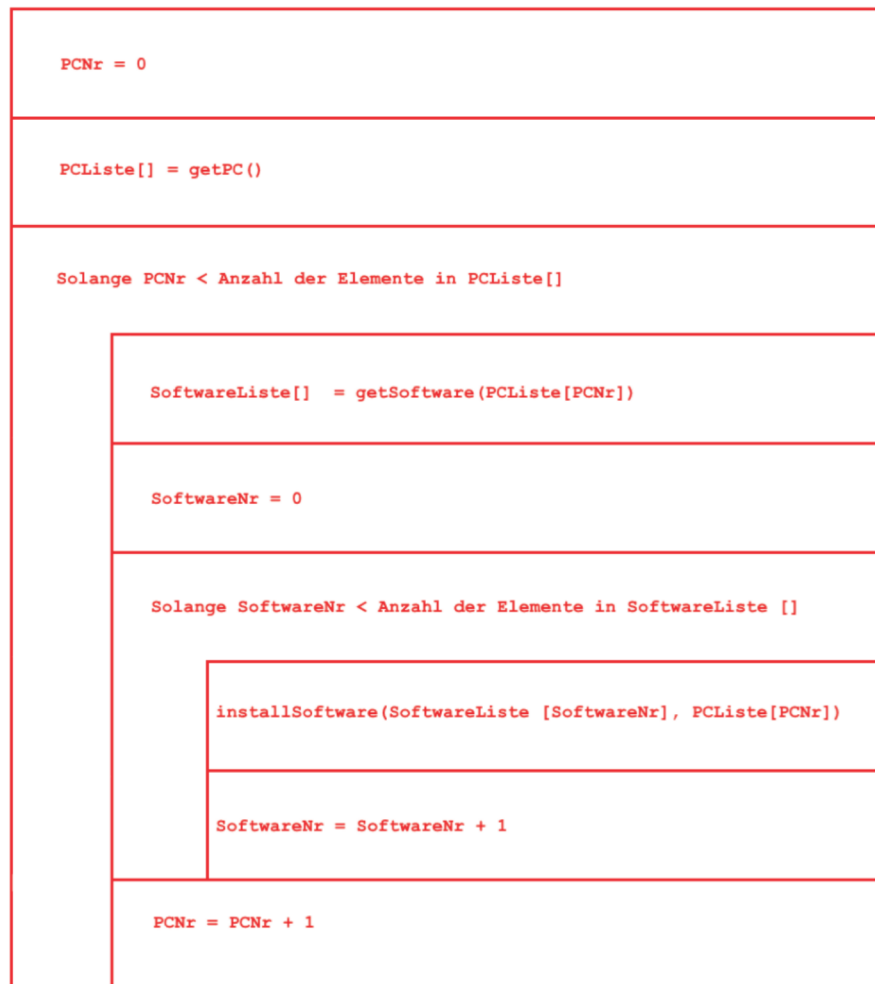 PCNr = 0
PCListe[] = getPC()
Solange PCNr < Anzahl der Elemente in PCListe[]
SoftwareListe[]  = getSoftware(PCListe[PCNr])
SoftwareNr = 0
Solange SoftwareNr < Anzahl der Elemente in SoftwareListe []
installSoftware(SoftwareListe [SoftwareNr], PCListe[PCNr])
SoftwareNr = SoftwareNr + 1
PCNr = PCNr + 1